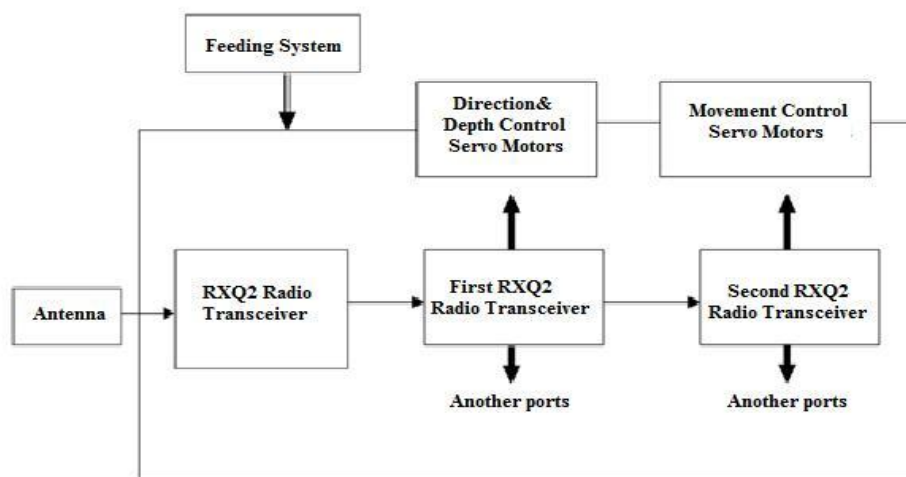 Feeding System
Direction&
Depth Control
Servo Motors
Movement Control
Servo Motors
Antenna
RXQ2 Radio
Transceiver
First RXQ2
Radio Transceiver
Second RXQ2
Radio Transceiver
Another ports
Another ports